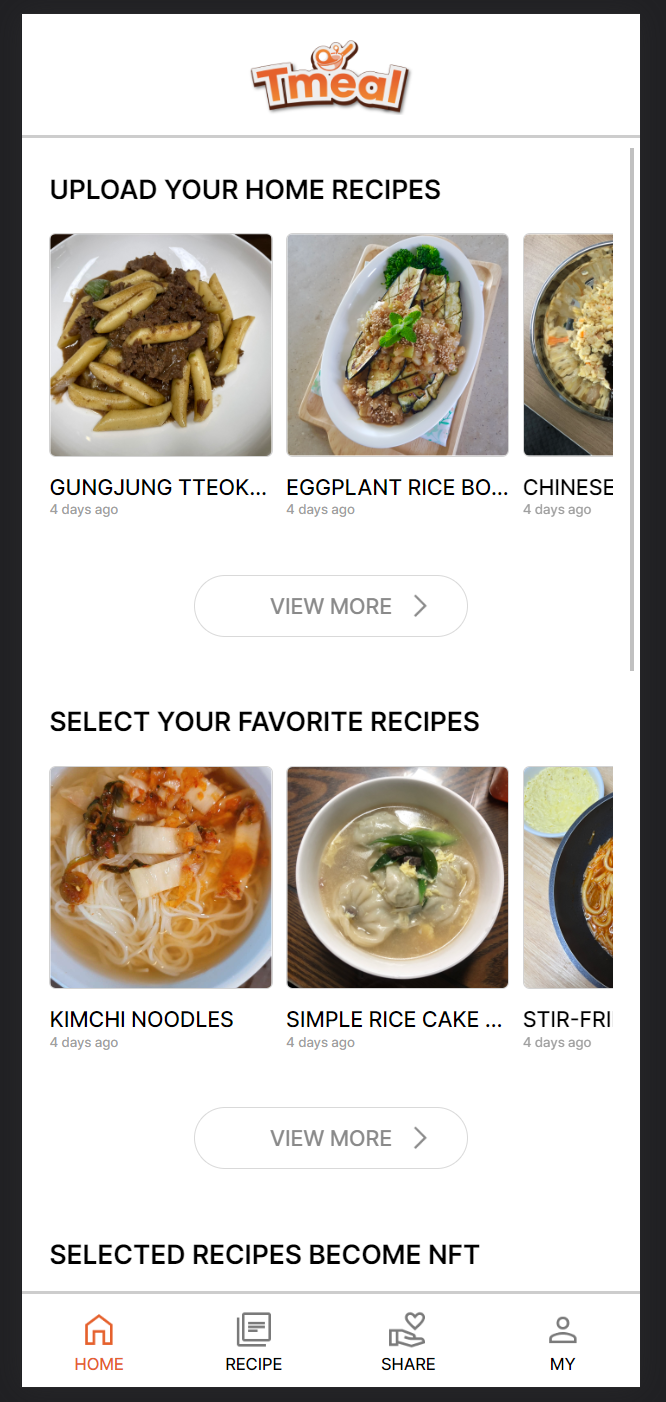 Tmeal
UPLOAD YOUR HOME RECIPES
GUNGJUNG TTEOK...
4 days ago
EGGPLANT RICE BO...
4 days ago
CHINESE
4 days ago
VIEW MORE
SELECT YOUR FAVORITE RECIPES
KIMCHI NOODLES
4 days ago
SIMPLE RICE CAKE ...
4 days ago
STIR-FRI
4 days ago
VIEW MORE
SELECTED RECIPES BECOME NFT
HOME
RECIPE
SHARE
MY